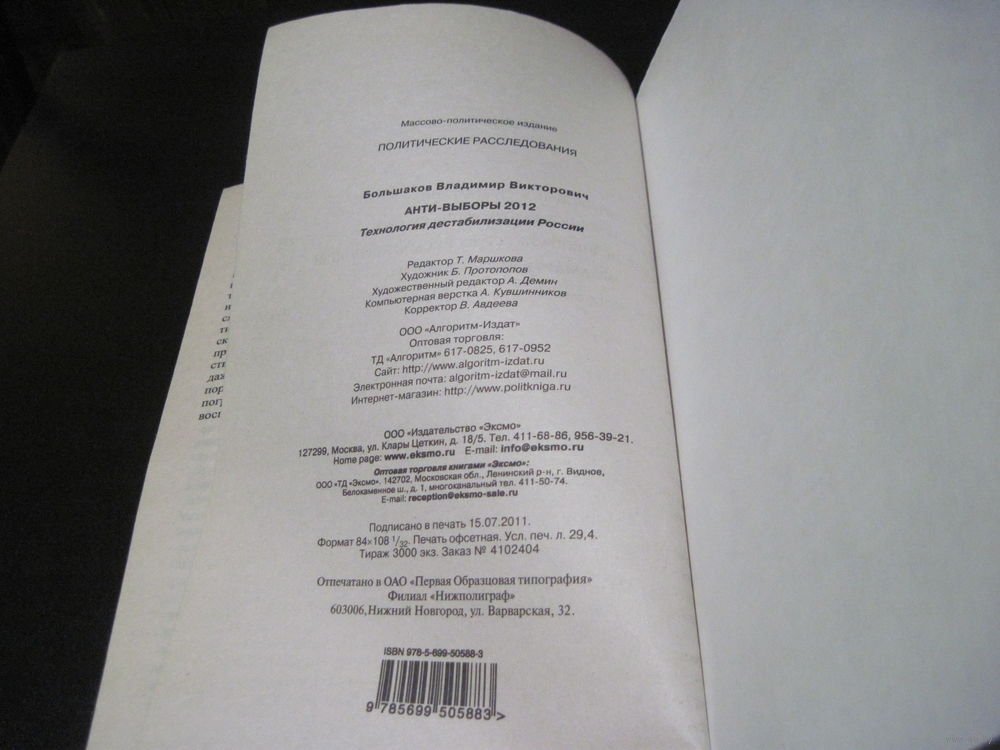 Массово-политическое издание
ПОЛИТИЧЕСКИЕ РАССЛЕДОВАНИЯ
Большаков Владимир Викторович
АНТИ-ВЫБОРЫ 2012
Технология дестабилизации России
Редактор Т. Маршкова
Художник Б. Протопопов
Художественный редактор А. Демин
Компьютерная верстка А. Кувшинников
Корректор В. Авдеева
ООО «Алгоритм-Издат»
Оптовая торговля:
ТД «Алгоритм» 617-0825, 617-0952
Сайт: http://www.algoritm-izdat.ru
Электронная почта: algoritm-izdat@mail.ru
Интернет-магазин: http://www.politkniga.ru
ООО «Издательство «Эксмо»
127299, Москва, ул. Клары Цеткин, д. 18/5. Тел. 411-68-86, 956-39-21.
Home page: www.eksmo.ru E-mail: info@eksmo.ru
Оптовая торговля книгами «Эксмо»:
ООО «ТД «Эксмо». 142702, Московская обл., Ленинский р-н, г. Видное,
Белокаменное ш., д. 1, многоканальный тел. 411-50-74.
E-mail: reception@eksmo-sale.ru
Подписано в печать 15.07.2011.
Формат 84×108 1/32. Печать офсетная. Усл. печ. л. 29,4.
Тираж 3000 экз. Заказ № 4102404
Отпечатано в ОАО «Первая Образцовая типография»
Филиал «Нижполиграф»
603006, Нижний Новгород, ул. Варварская, 32.
ISBN 978-5-699-50588-3
9 785699 505883 >